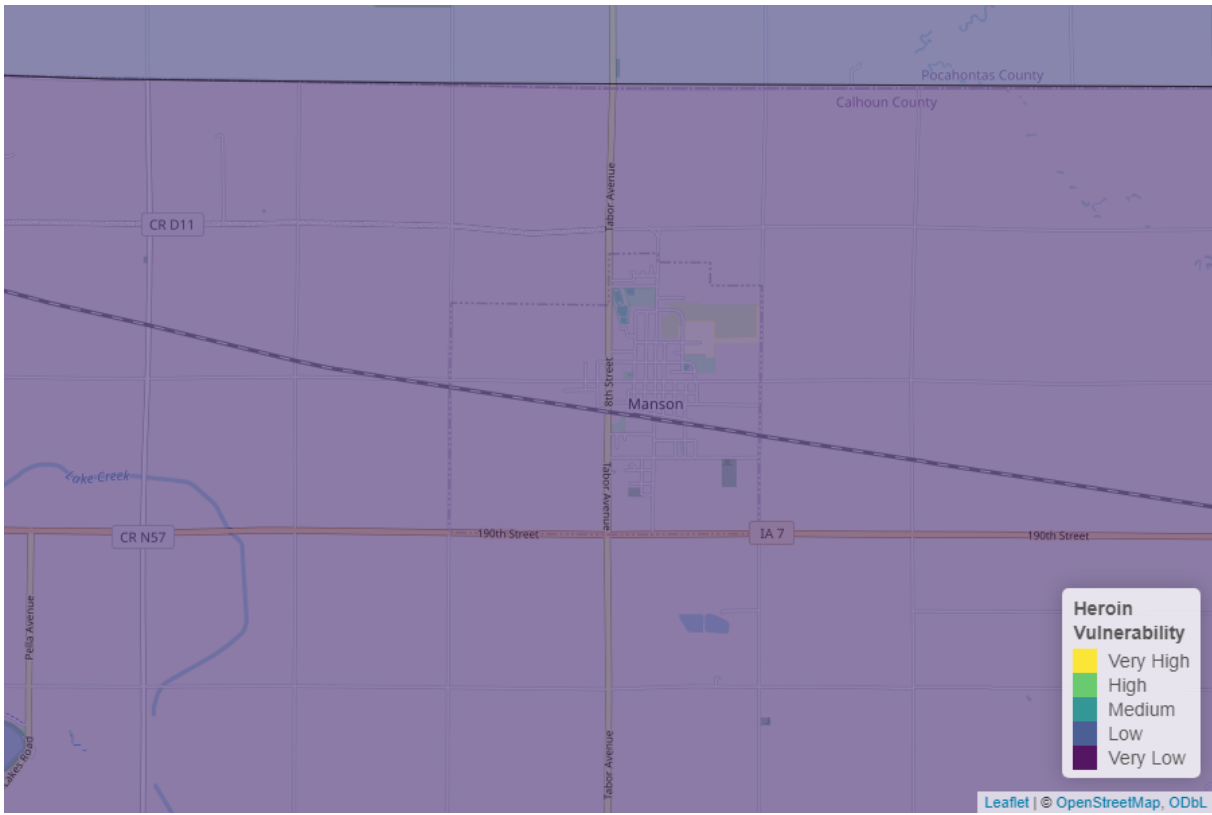 Pocahontas County
Calhoun County
Tabor Avenue
CR D11
8th Street
Manson
Lake Creek
Tabor Avenue
CR N57
190th Street
IA 7
190th Street
Pella Avenue
Tabor Avenue
Lakes Road
Heroin
Vulnerability
Very High
High
Medium
Low
Very Low
Leaflet | © OpenStreetMap, ODbL